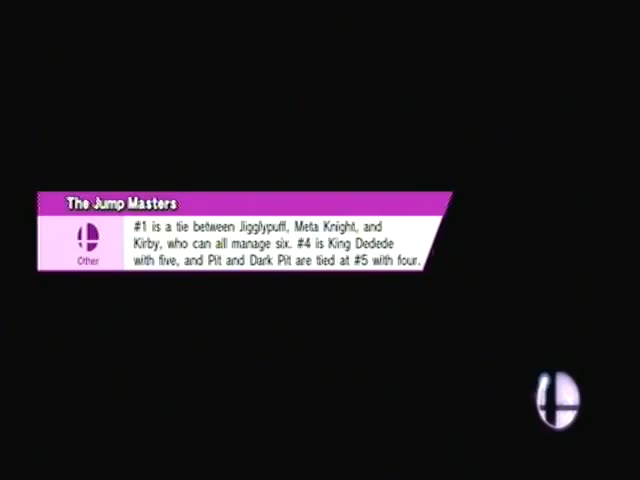 The Jump Masters
#1 is a tie between Jigglypuff, Meta Knight, and
Kirby, who can all manage six. #4 is King Dedede
with five, and Pit and Dark Pit are tied at #5 with four.
Other